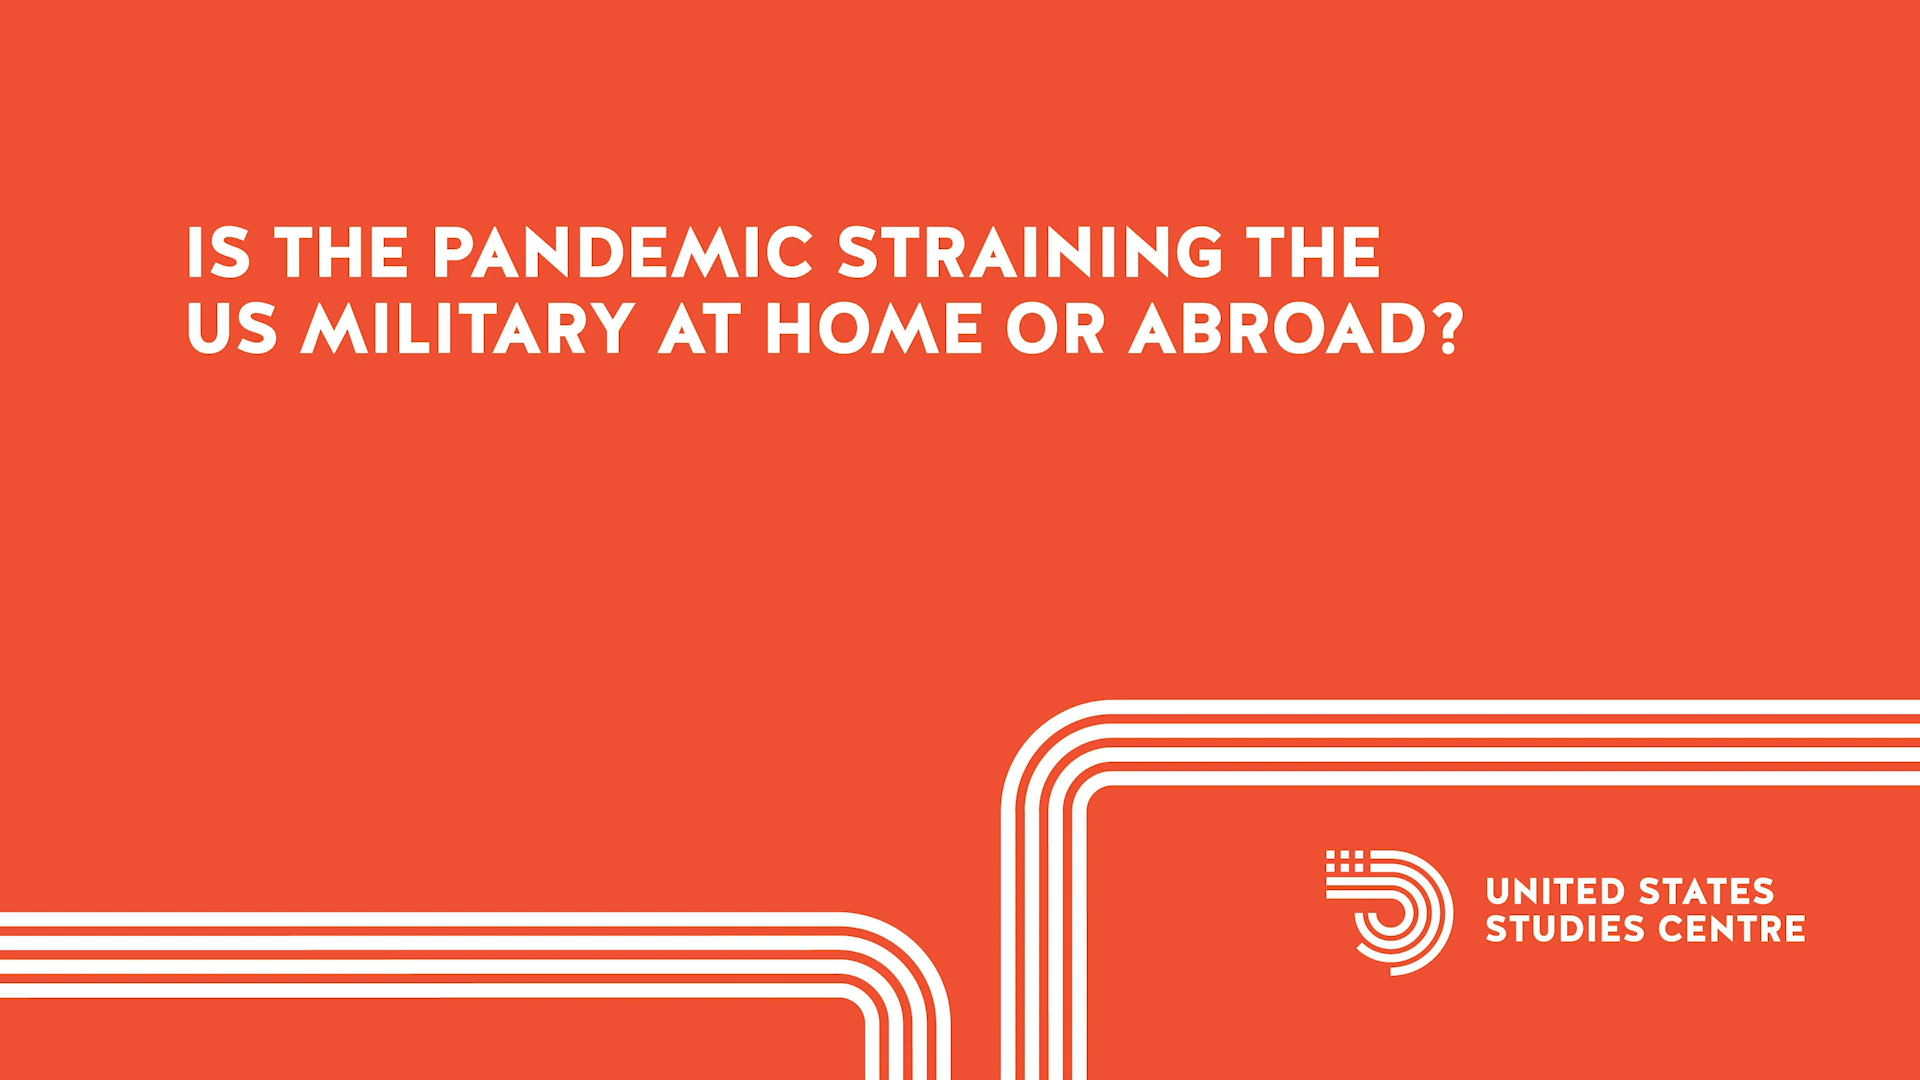 IS THE PANDEMIC STRAINING THE
US MILITARY AT HOME OR ABROAD?
UNITED STATES
STUDIES CENTRE